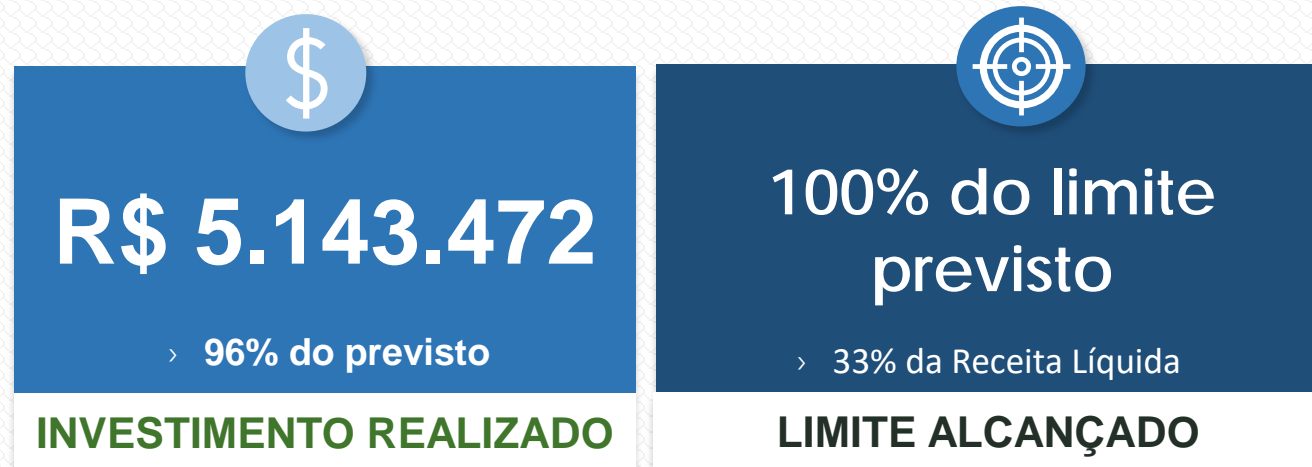 R$ 5.143.472
› 96% do previsto
INVESTIMENTO REALIZADO
100% do limite
previsto
› 33% da Receita Líquida
LIMITE ALCANÇADO